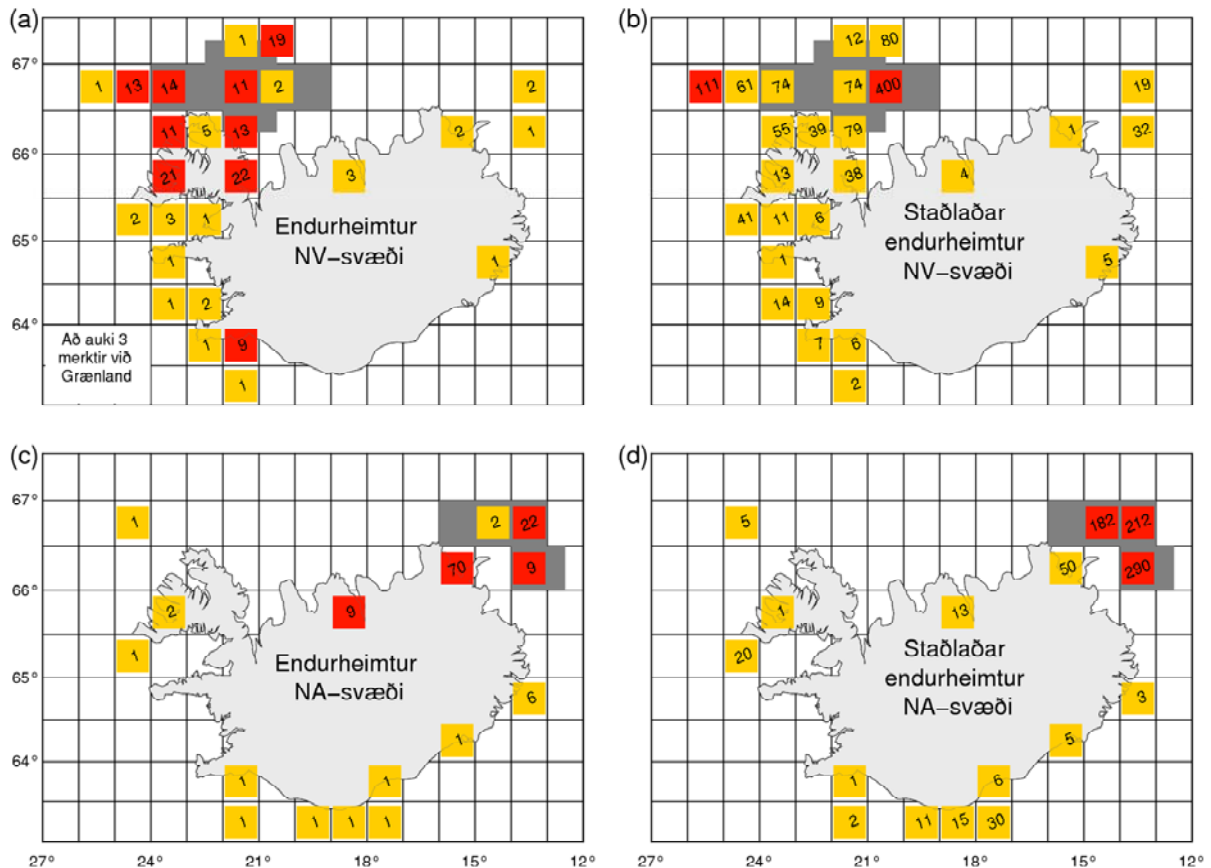 (a)
(b)
1 19
12 80
67°
1 13 14 11 2 2
111 61 74 74 400 19
11 5 13 2 1
55 39 79 1 32
66°
21 22 3
13 38 4
2 3 1
41 11 6
Endurheimtur
NV–svæði
Staðlaðar
endurheimtur
NV–svæði
65°
1 1
1 5
1 2
14 9
64°
1 9
7 6
Að auki 3
merktir við
Grænland
1
2
(c)
(d)
67°
1 2 22
5 182 212
70 9
50 290
66°
2 9
1 13
1
20
Endurheimtur
NA–svæði
Staðlaðar
endurheimtur
NA–svæði
65°
6
3
1
5
64°
1 1
1 6
1 1 1 1
2 11 15 30
27° 24° 21° 18° 15° 12°
27° 24° 21° 18° 15° 12°